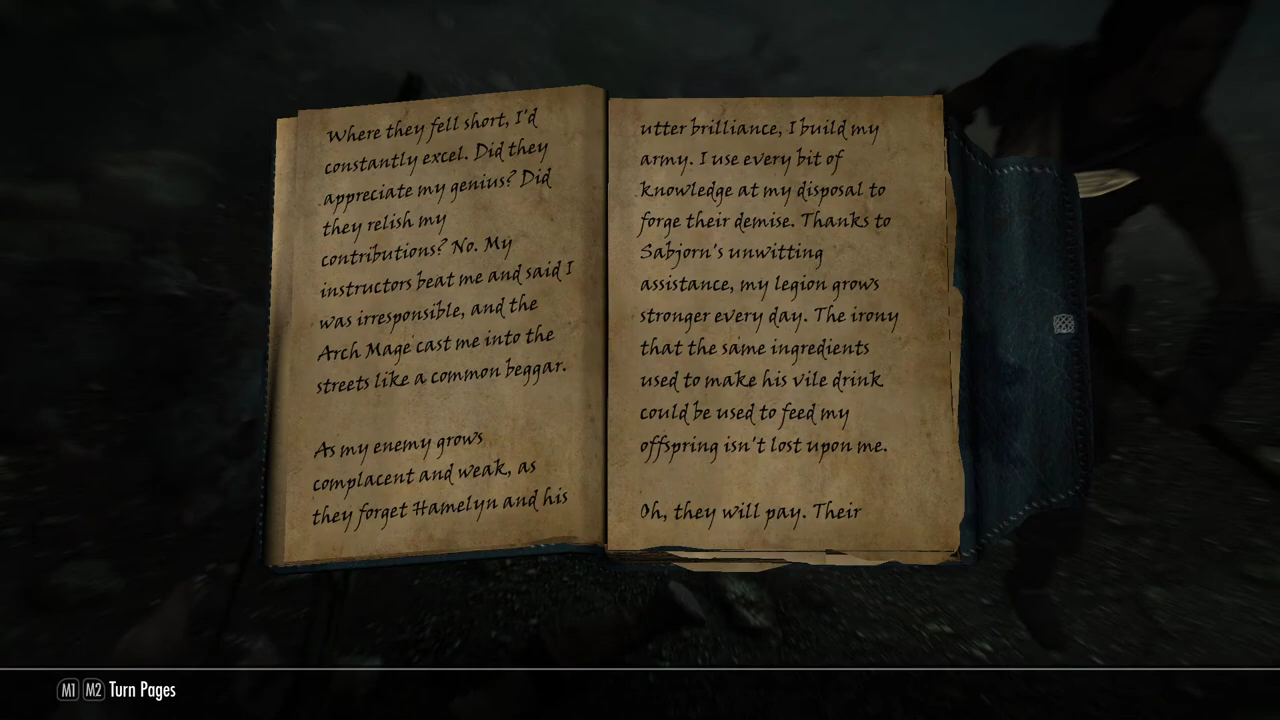 Where they fell short, I'd
constantly excel. Did they
appreciate my genius? Did
they relish my
contributions? No. My
instructors beat me and said I
was irresponsible, and the
Arch Mage cast me into the
streets like a common beggar.
As my enemy grows
complacent and weak, as
they forget Hamelyn and his
utter brilliance, I build my
army. I use every bit of
knowledge at my disposal to
forge their demise. Thanks to
Sabjorn's unwitting
assistance, my legion grows
stronger every day. The irony
that the same ingredients
used to make his vile drink
could be used to feed my
offspring isn't lost upon me.
Oh, they will pay. Their
M1 M2 Turn Pages